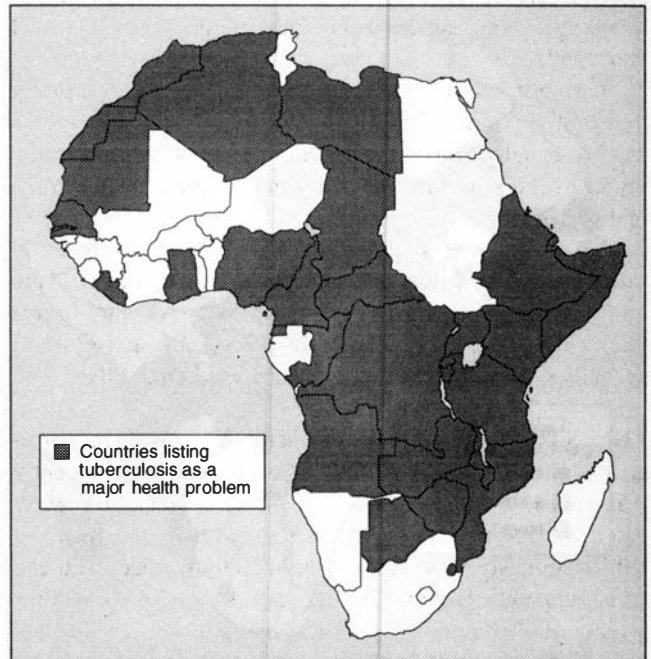 Countries listing
tuberculosis as a
major health problem